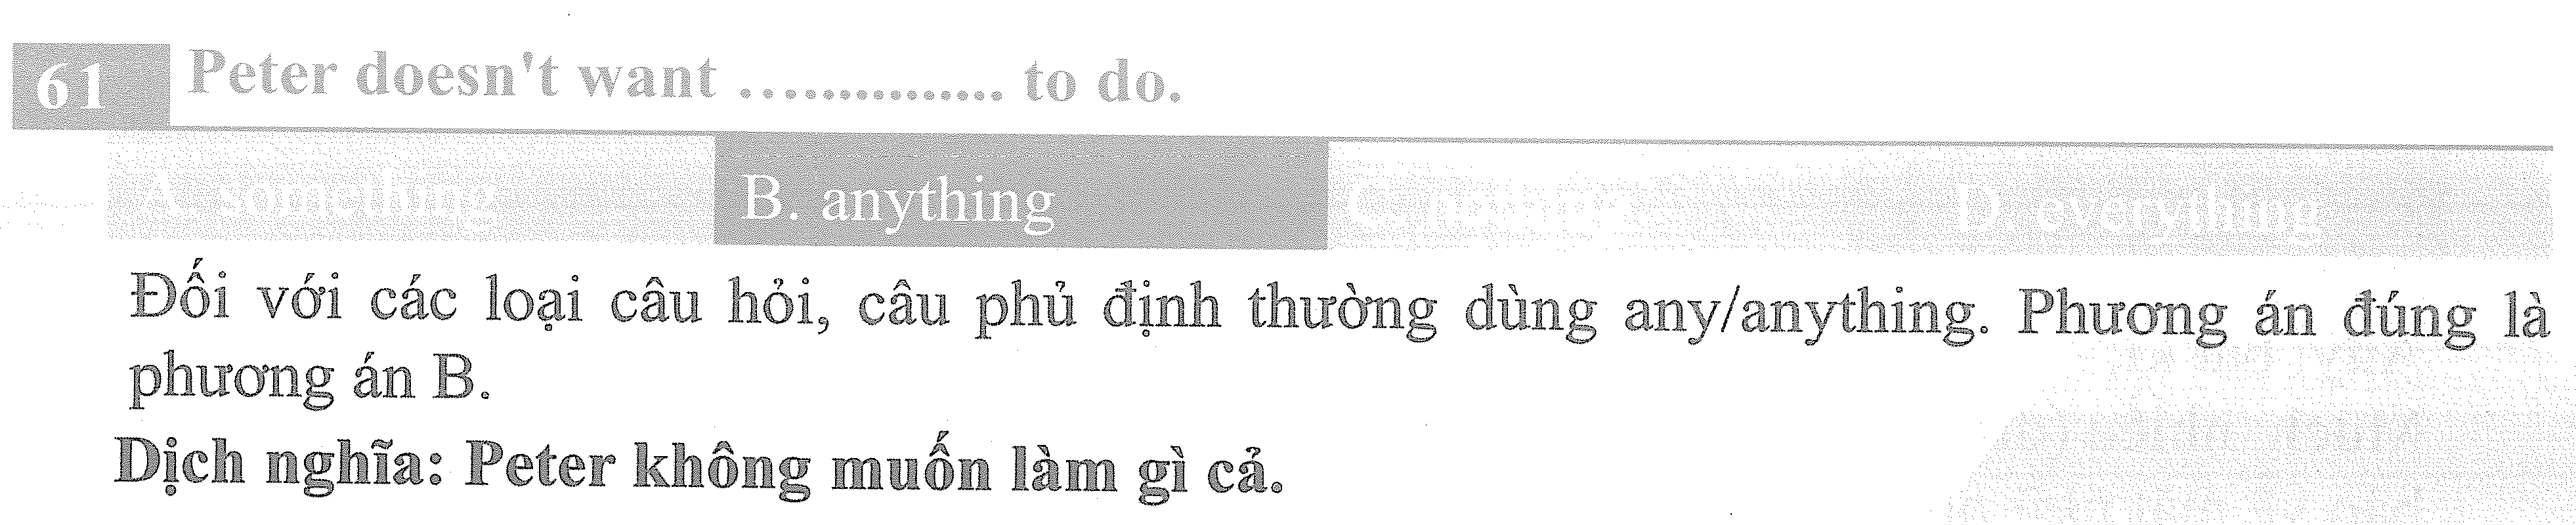 61 Peter doesn't want ............... to do.
A. something B. anything C. nothing D. everything
Đối với các loại câu hỏi, câu phủ định thường dùng any/anything. Phương án đúng là
phương án B.
Dịch nghĩa: Peter không muốn làm gì cả.